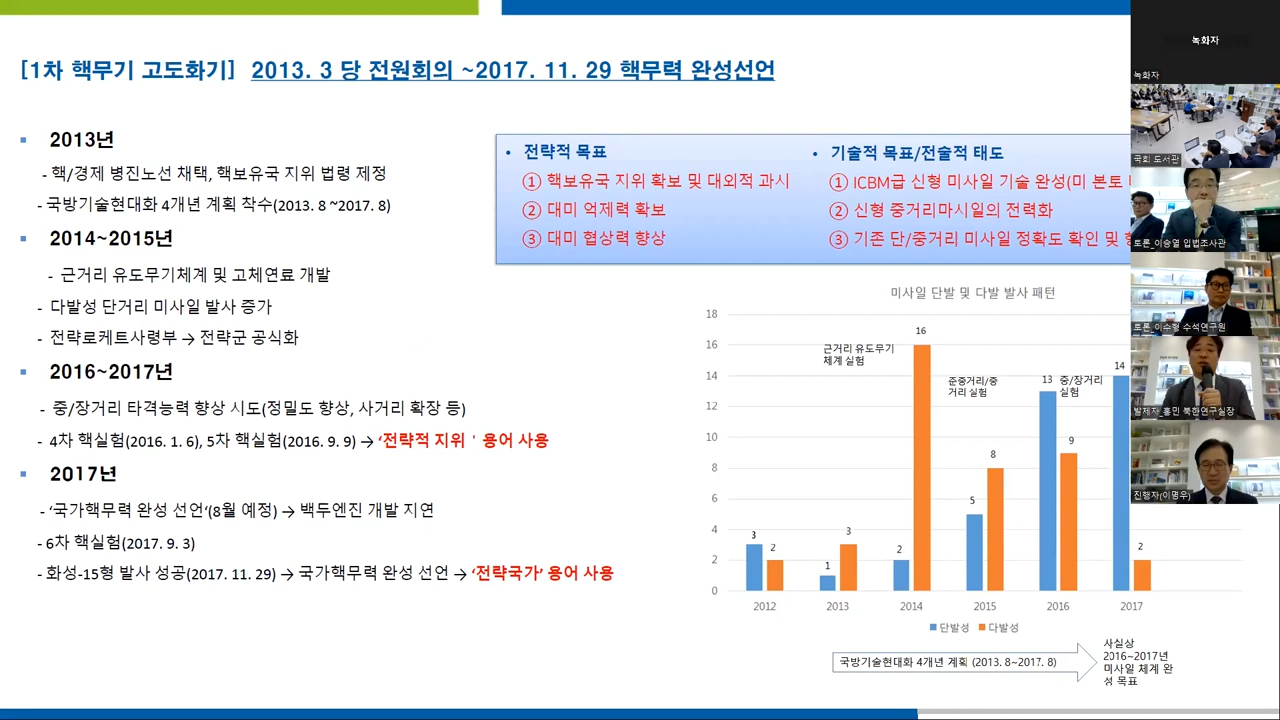 [1차 핵무기 고도화기] 2013. 3 당 전원회의 ~2017. 11. 29 핵무력 완성선언
▪ 2013년
- 핵/경제 병진노선 채택, 핵보유국 지위 법령 제정
- 국방기술현대화 4개년 계획 착수(2013. 8 ~2017. 8)
▪ 2014~2015년
- 근거리 유도무기체계 및 고체연료 개발
- 다발성 단거리 미사일 발사 증가
- 전략로케트사령부 → 전략군 공식화
▪ 2016~2017년
- 중/장거리 타격능력 향상 시도(정밀도 향상, 사거리 확장 등)
- 4차 핵실험(2016. 1. 6), 5차 핵실험(2016. 9. 9) → ‘전략적 지위 ' 용어 사용
▪ 2017년
- ‘국가핵무력 완성 선언‘(8월 예정) → 백두엔진 개발 지연
- 6차 핵실험(2017. 9. 3)
- 화성-15형 발사 성공(2017. 11. 29) → 국가핵무력 완성 선언 → ‘전략국가’ 용어 사용
• 전략적 목표
① 핵보유국 지위 확보 및 대외적 과시
② 대미 억제력 확보
③ 대미 협상력 향상
• 기술적 목표/전술적 태도
① ICBM급 신형 미사일 기술 완성(미 본토
② 신형 중거리마시일의 전력화
③ 기존 단/중거리 미사일 정확도 확인 및
미사일 단발 및 다발 발사 패턴
18
16
14
12
10
8
6
4
2
0
3
2
1
3
2
16
5
8
13
9
14
2
근거리 유도무기
체계 실험
준중거리/중
거리 실험
중/장거리
실험
2012 2013 2014 2015 2016 2017
단발성 다발성
국방기술현대화 4개년 계획 (2013. 8~2017. 8)
사실상
2016~2017년
미사일 체계 완
성 목표
녹화자
녹화자
국회 도서관
토론_이승열 입법조사관
토론_이수형 수석연구원
발제자_홍민 북한연구실장
진행자(이명우)